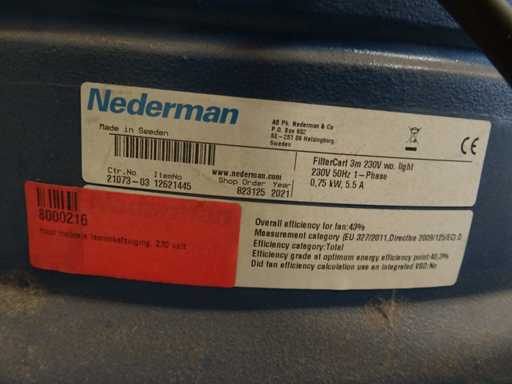 Nederman
Made in Sweden
AB Ph. Nederman & Co
P.O. Box 602
SE-251 06 Helsingborg,
Sweden
www.nederman.com
Ctr.No. ItemNo Shop.Order Year
21073-03 12621445 823125 2021
FilterCart 3m 230V wo. light
230V 50Hz 1-Phase
0,75 kW, 5.5 A
CE
8000216
230 volt
Overall efficiency for fan:43%
Measurement category (EU 327/2011,Directive 2009/125/EC):D
Efficiency category:Total
Efficiency grade at optimum energy efficiency point:
Did fan efficiency calculation use an integrated VSD:No